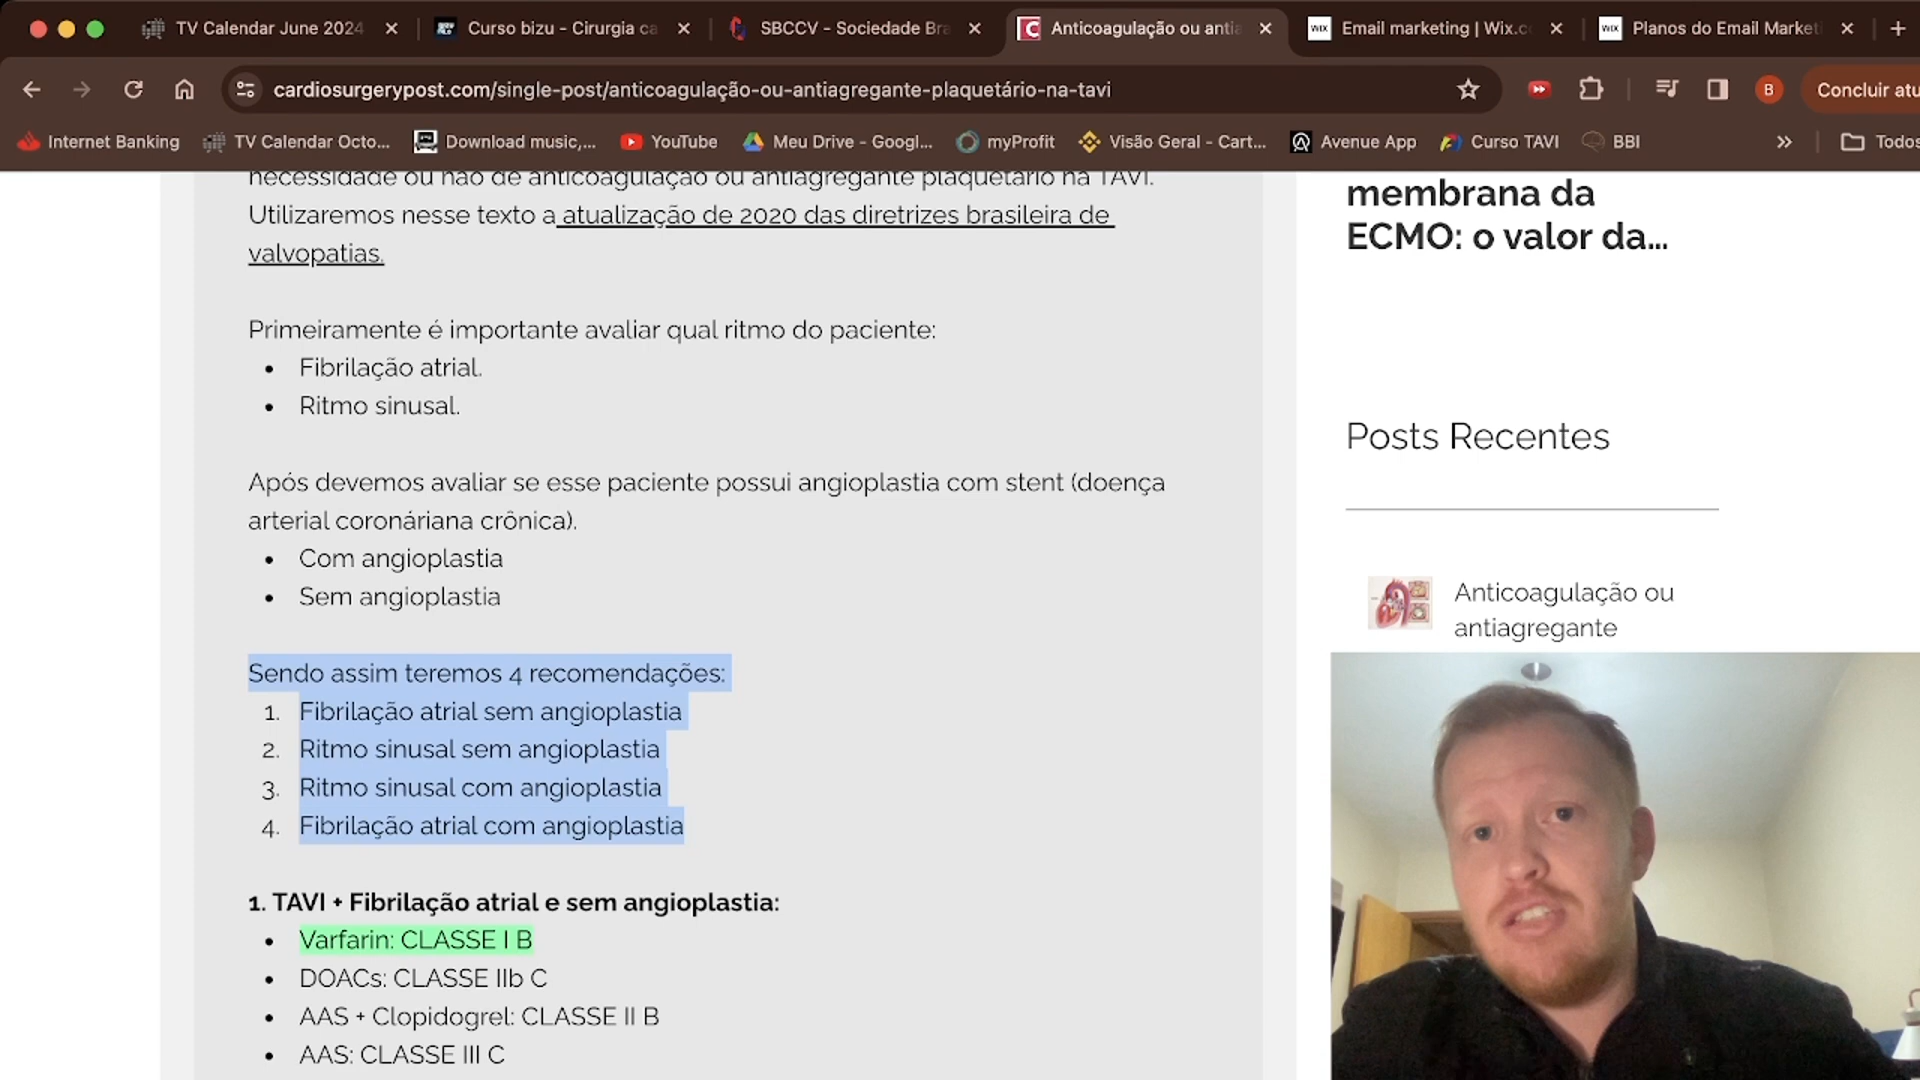 TV Calendar June 2024
Curso bizu - Cirurgia ca
SBCCV - Sociedade Bra
Anticoagulação ou antia
Email marketing | Wix.c
Planos do Email Market
cardiosurgerypost.com/single-post/anticoagulação-ou-antiagregante-plaquetário-na-tavi
B
Concluir atu
Internet Banking
TV Calendar Octo...
Download music,...
YouTube
Meu Drive - Googl...
myProfit
Visão Geral - Cart...
Avenue App
Curso TAVI
BBI
Todos
necessidade ou não de anticoagulação ou antiagregante plaquetário na TAVI.
Utilizaremos nesse texto a atualização de 2020 das diretrizes brasileira de
valvopatias.
Primeiramente é importante avaliar qual ritmo do paciente:
• Fibrilação atrial.
• Ritmo sinusal.
Após devemos avaliar se esse paciente possui angioplastia com stent (doença
arterial coronáriana crônica).
• Com angioplastia
• Sem angioplastia
Sendo assim teremos 4 recomendações:
1. Fibrilação atrial sem angioplastia
2. Ritmo sinusal sem angioplastia
3. Ritmo sinusal com angioplastia
4. Fibrilação atrial com angioplastia
1. TAVI + Fibrilação atrial e sem angioplastia:
• Varfarin: CLASSE I B
• DOACs: CLASSE IIb C
• AAS + Clopidogrel: CLASSE II B
• AAS: CLASSE III C
membrana da
ECMO: o valor da...
Posts Recentes
Anticoagulação ou
antiagregante